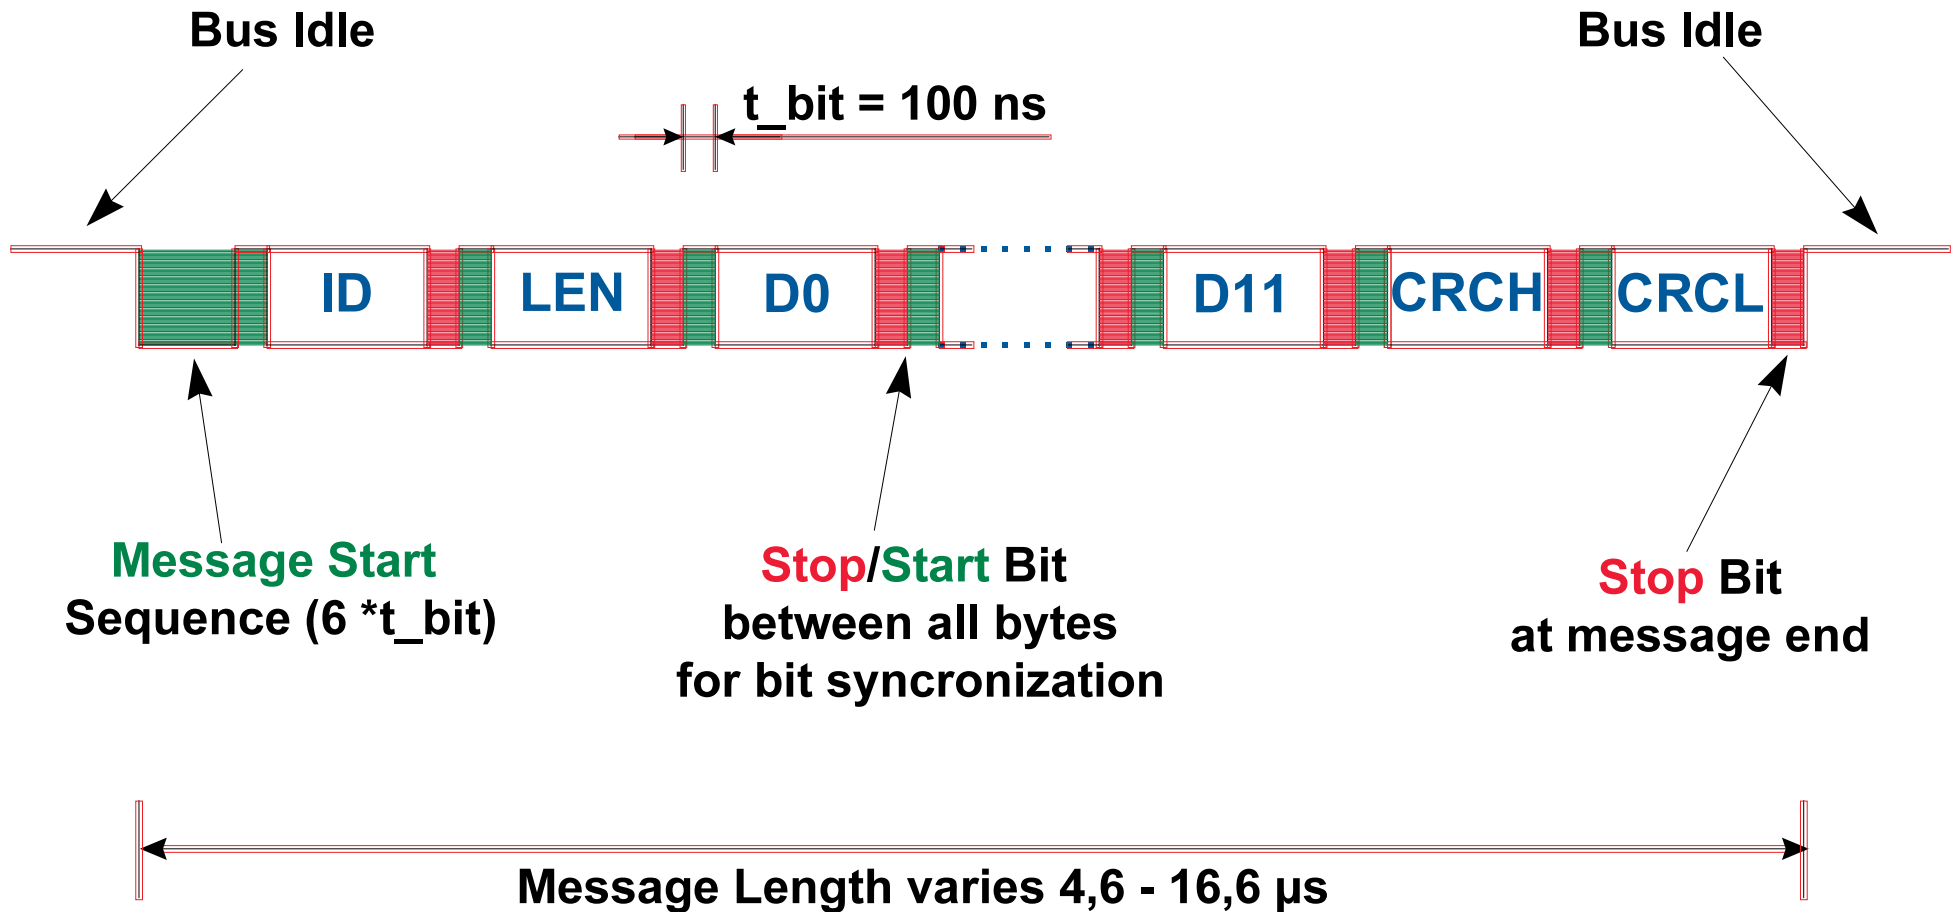 Bus Idle
Bus Idle
t_bit = 100 ns
ID
LEN
D0
D11
CRCH
CRCL
Message Start
Sequence (6 *t_bit)
Stop/Start Bit
between all bytes
for bit syncronization
Stop Bit
at message end
Message Length varies 4,6 - 16,6 µs